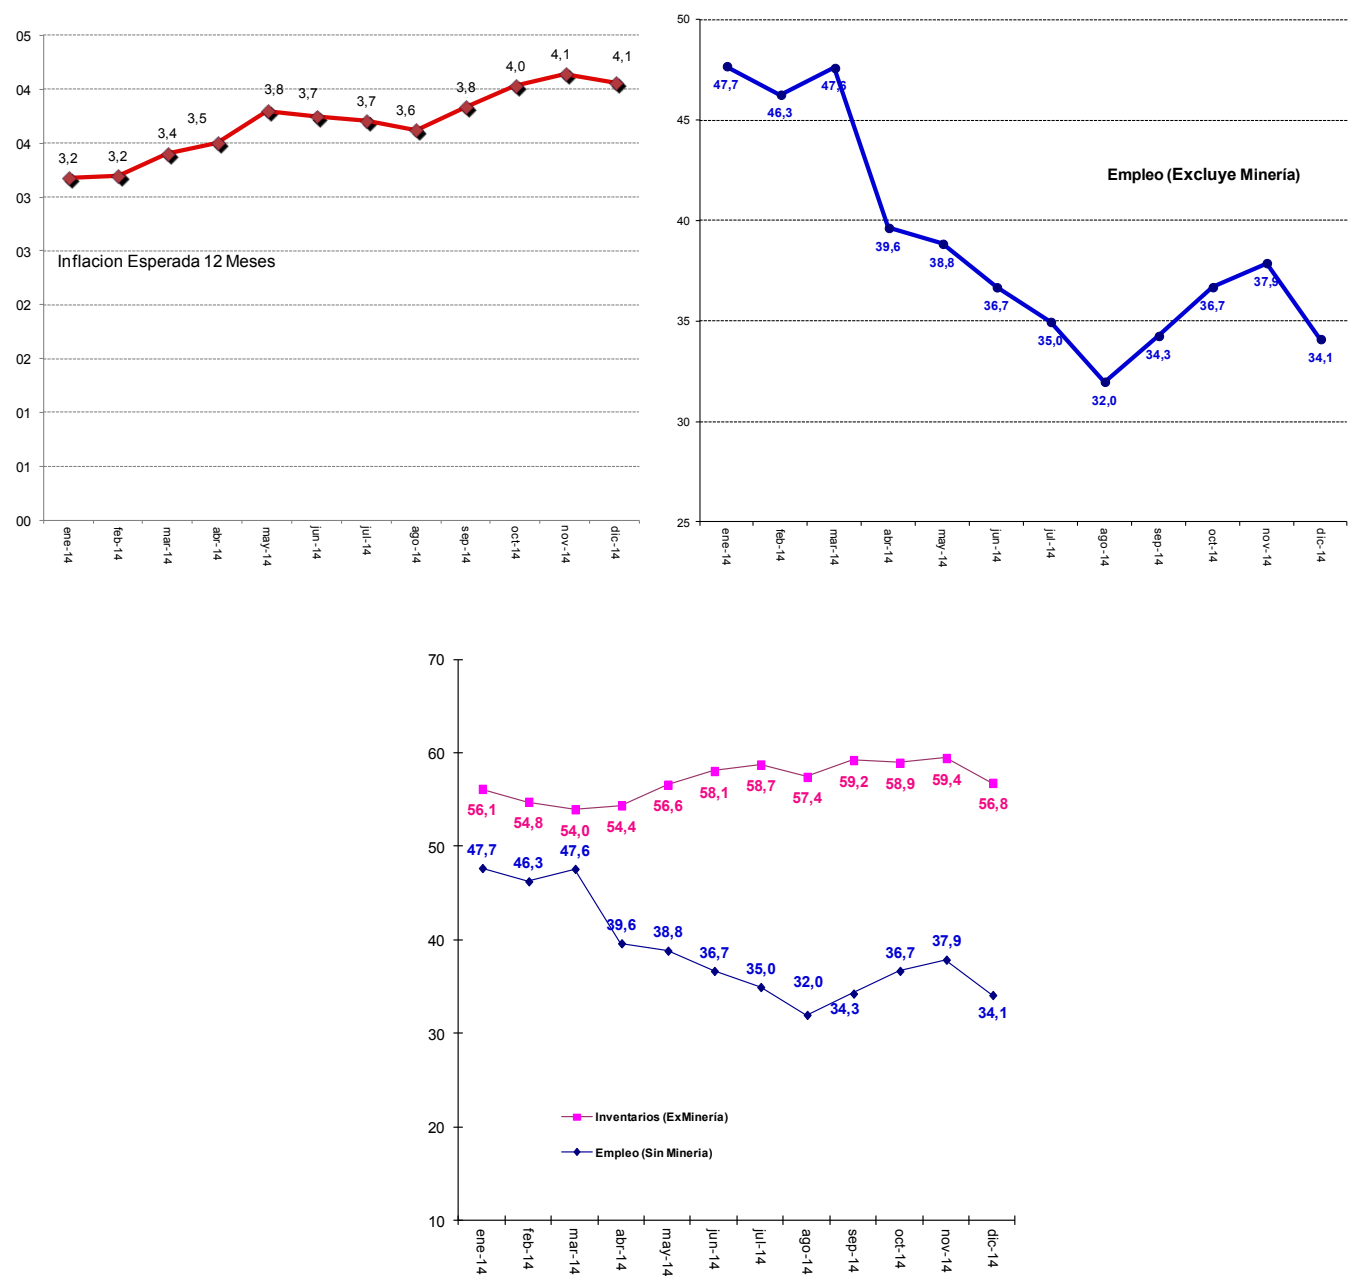 05
04
04
03
03
02
02
01
01
00
3,2
3,2
3,4
3,5
3,8
3,7
3,7
3,6
3,8
4,0
4,1
4,1
Inflacion Esperada 12 Meses
ene-14
feb-14
mar-14
abr-14
may-14
jun-14
jul-14
ago-14
sep-14
oct-14
nov-14
dic-14
50
45
40
35
30
25
47,7
46,3
47,6
39,6
38,8
36,7
35,0
32,0
34,3
36,7
37,9
34,1
Empleo (Excluye Minería)
ene-14
feb-14
mar-14
abr-14
may-14
jun-14
jul-14
ago-14
sep-14
oct-14
nov-14
dic-14
70
60
50
40
30
20
10
56,1
54,8
54,0
54,4
56,6
58,1
58,7
57,4
59,2
58,9
59,4
56,8
47,7
46,3
47,6
39,6
38,8
36,7
35,0
32,0
34,3
36,7
37,9
34,1
Inventarios (ExMinería)
Empleo (Sin Mineria)
ene-14
feb-14
mar-14
abr-14
may-14
jun-14
jul-14
ago-14
sep-14
oct-14
nov-14
dic-14